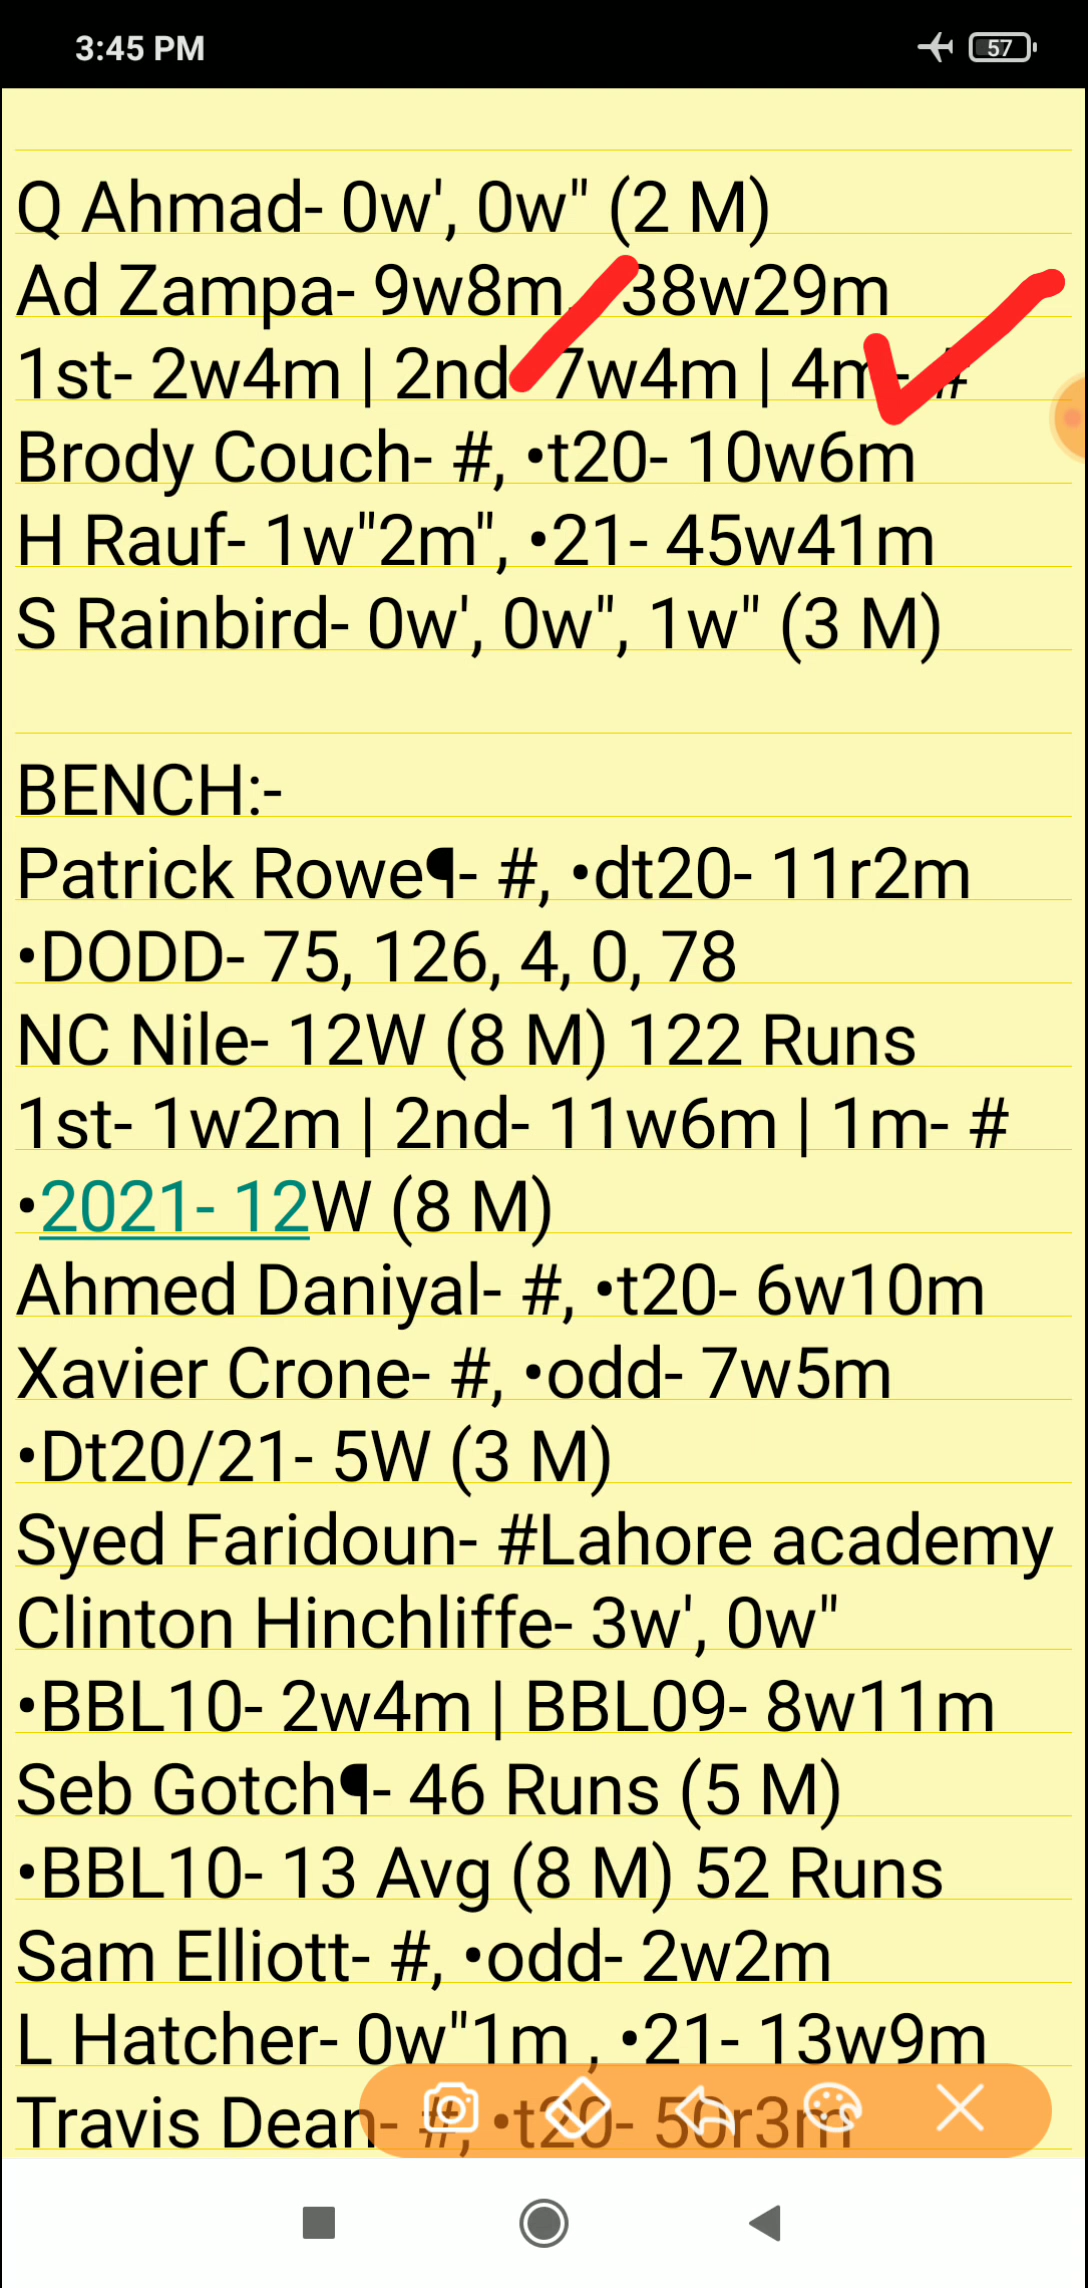 3:45 PM
57
Q Ahmad- 0w', 0w" (2 M)
Ad Zampa- 9w8m 38w29m
1st- 2w4m | 2nd 7w4m | 4m- #
Brody Couch- #, •t20- 10w6m
H Rauf- 1w"2m", •21- 45w41m
S Rainbird- 0w', 0w", 1w" (3 M)
BENCH:-
Patrick Rowe¶- #, •dt20- 11r2m
•DODD- 75, 126, 4, 0, 78
NC Nile- 12W (8 M) 122 Runs
1st- 1w2m | 2nd- 11w6m | 1m- #
•2021- 12W (8 M)
Ahmed Daniyal- #, •t20- 6w10m
Xavier Crone- #, •odd- 7w5m
•Dt20/21- 5W (3 M)
Syed Faridoun- #Lahore academy
Clinton Hinchliffe- 3w', 0w"
•BBL10- 2w4m | BBL09- 8w11m
Seb Gotch¶- 46 Runs (5 M)
•BBL10- 13 Avg (8 M) 52 Runs
Sam Elliott- #, •odd- 2w2m
L Hatcher- 0w"1m , •21- 13w9m
Travis Dean- #, •t20- 50r3m